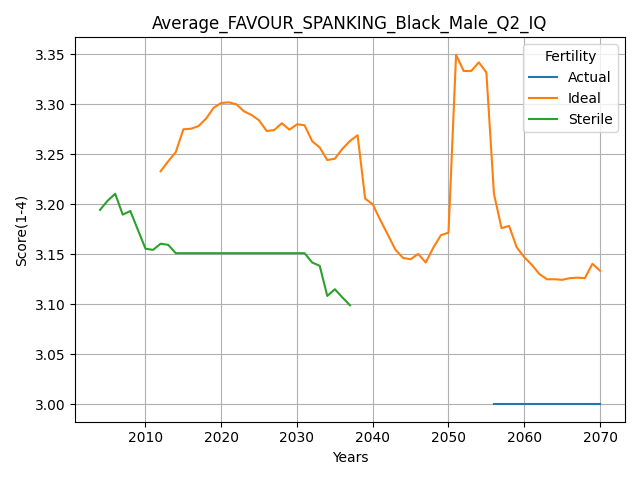 Average_FAVOUR_SPANKING_Black_Male_Q2_IQ
Fertility
Actual
Ideal
Sterile
Score(1-4)
3.35
3.30
3.25
3.20
3.15
3.10
3.05
3.00
2010 2020 2030 2040 2050 2060 2070
Years